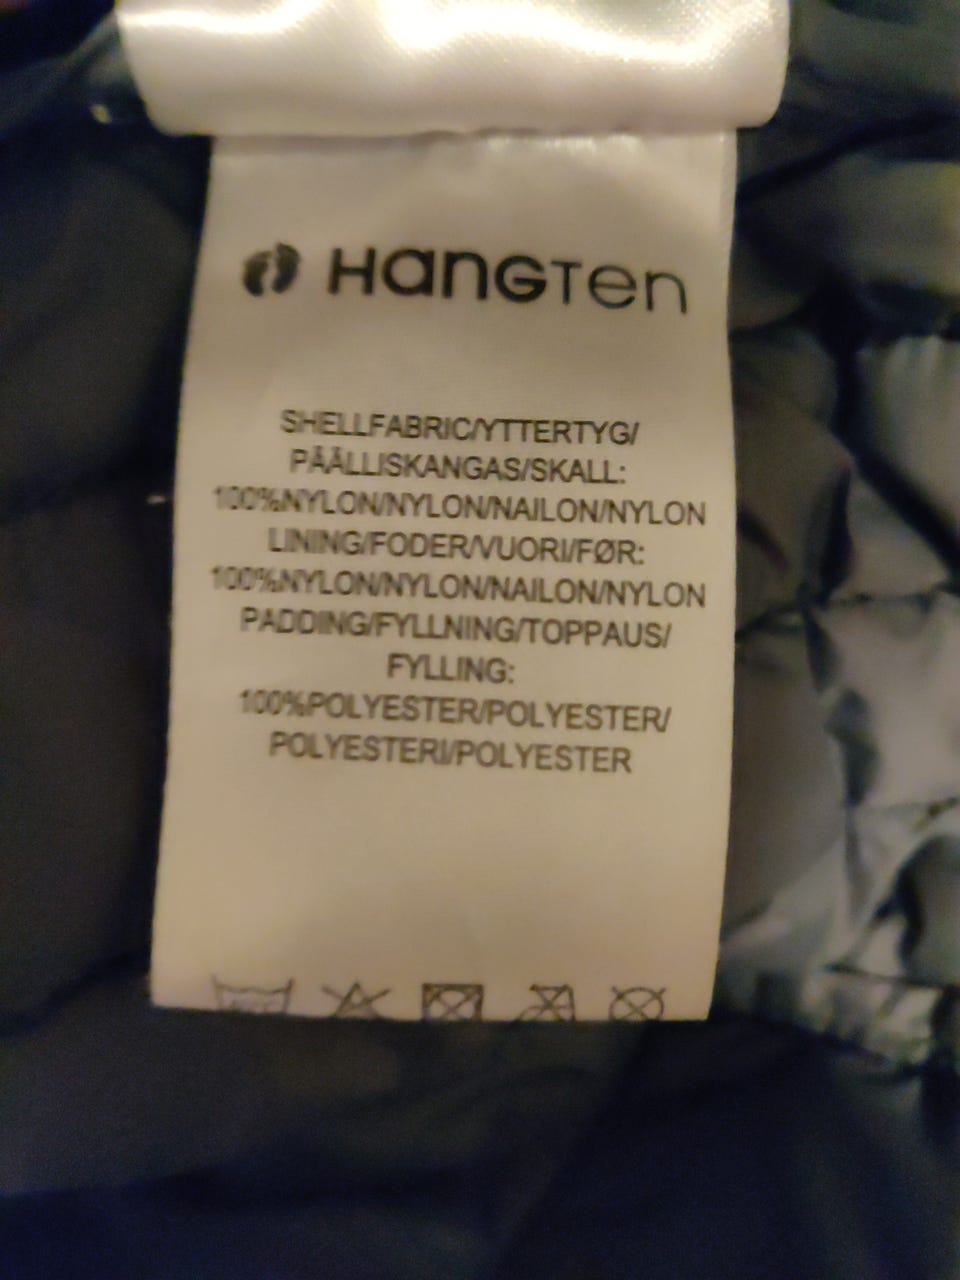 HANGTEN
SHELLFABRIC/YTTERTYG/
PÄÄLLISKANGAS/SKALL:
100%NYLON/NYLON/NAILON/NYLON
LINING/FODER/VUORI/FØR:
100%NYLON/NYLON/NAILON/NYLON
PADDING/FYLLNING/TOPPAUS/
FYLLING:
100%POLYESTER/POLYESTER/
POLYESTERI/POLYESTER